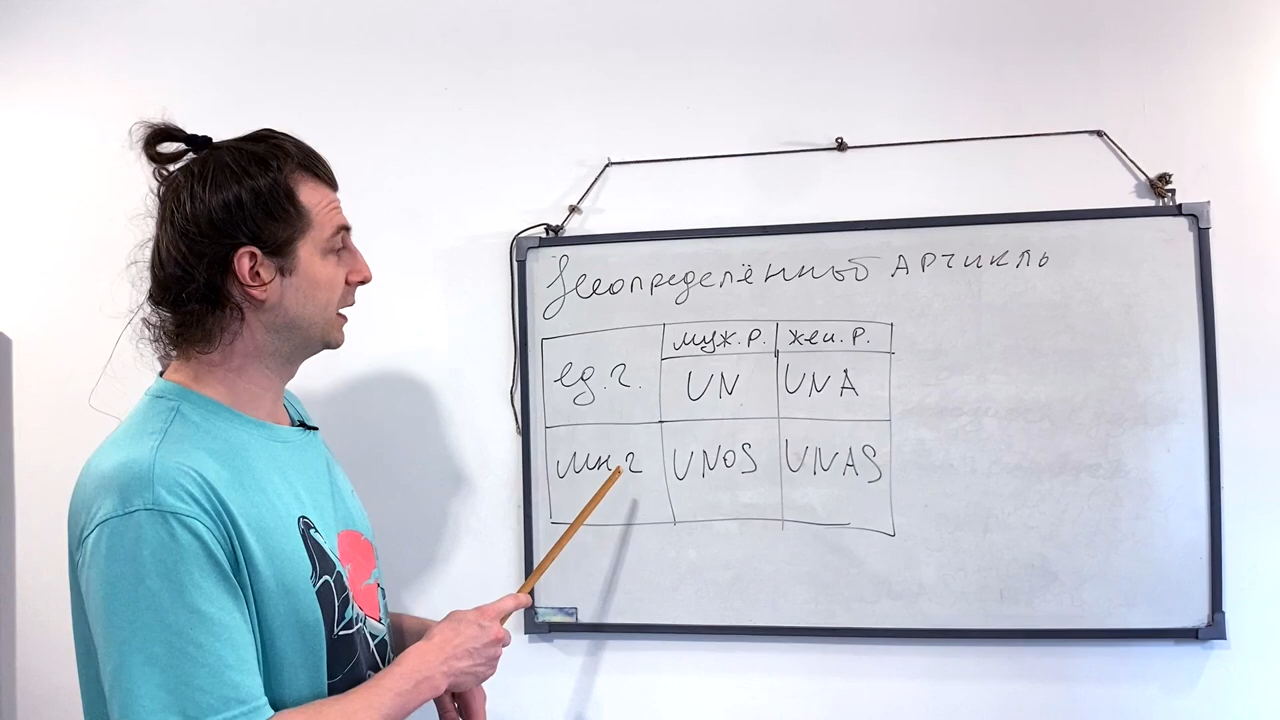 Неопределённый АРТИКЛЬ
муж.р. жен.р.
ед.ч. UN UNA
мн.ч UNOS UNAS